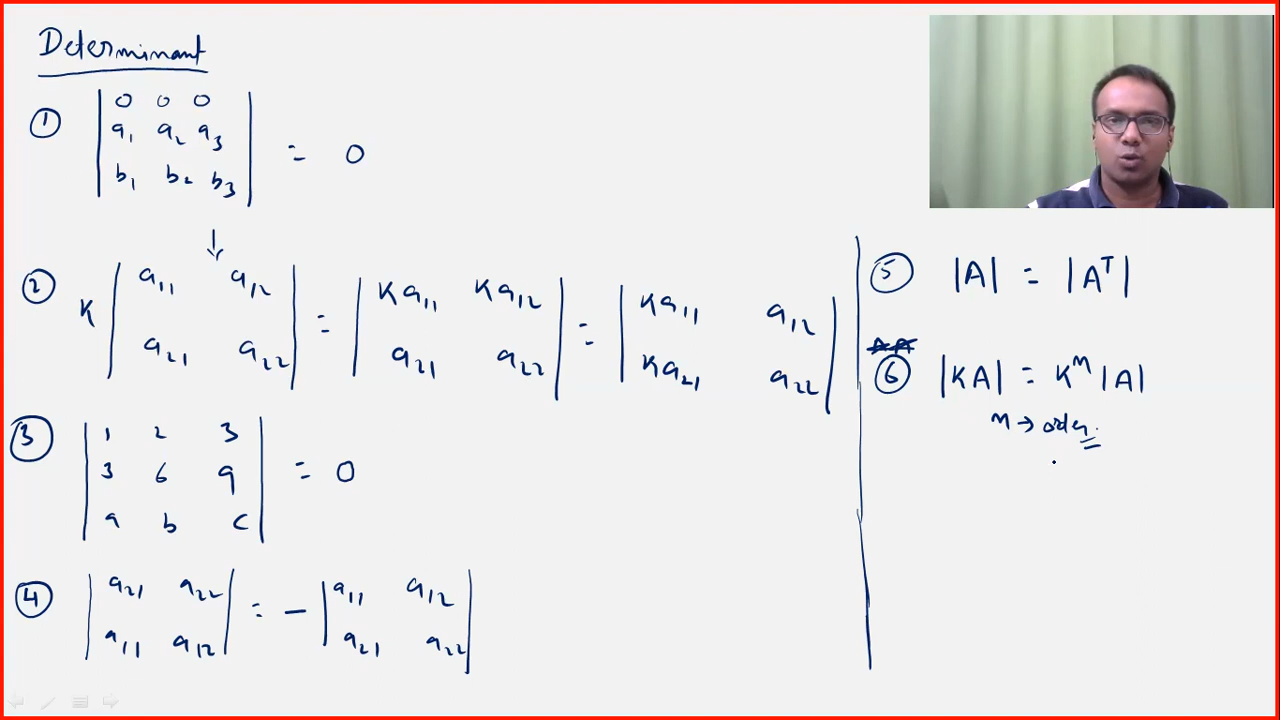 Determinant
① | 0 0 0 |
| a₁ a₂ a₃ | = 0
| b₁ b₂ b₃ |
↓
② K | a₁₁ a₁₂ | = | Ka₁₁ Ka₁₂ | = | Ka₁₁ a₁₂ |
| a₂₁ a₂₂ | | a₂₁ a₂₂ | | Ka₂₁ a₂₂ |
③ | 1 2 3 |
| 3 6 9 | = 0
| a b c |
④ | a₂₁ a₂₂ | = - | a₁₁ a₁₂ |
| a₁₁ a₁₂ | | a₂₁ a₂₂ |
⑤ |A| = |Aᵀ|
⑥ |KA| = Kⁿ |A|
n → order.